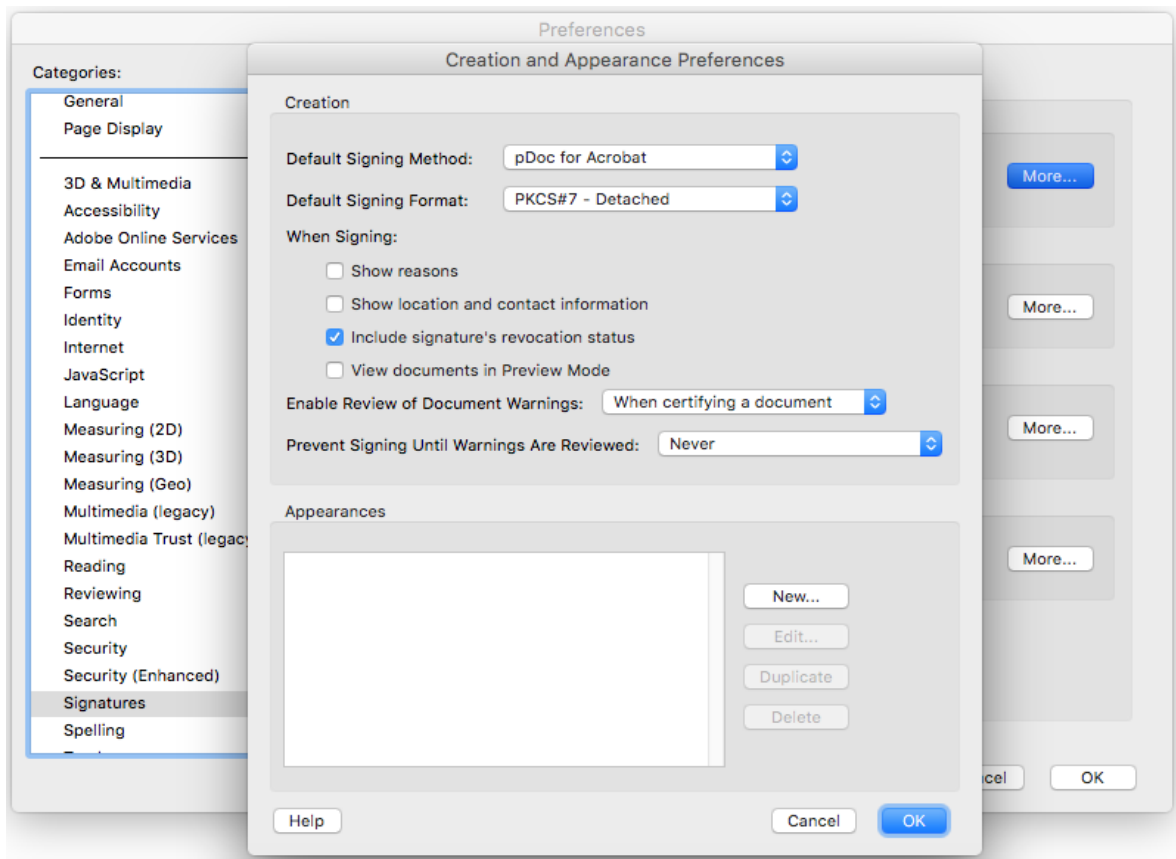 Preferences
Creation and Appearance Preferences
Categories:
General
Page Display
3D & Multimedia
Accessibility
Adobe Online Services
Email Accounts
Forms
Identity
Internet
JavaScript
Language
Measuring (2D)
Measuring (3D)
Measuring (Geo)
Multimedia (legacy)
Multimedia Trust (legacy
Reading
Reviewing
Search
Security
Security (Enhanced)
Signatures
Spelling
Creation
Default Signing Method: pDoc for Acrobat
Default Signing Format: PKCS#7 - Detached
When Signing:
Show reasons
Show location and contact information
Include signature's revocation status
View documents in Preview Mode
Enable Review of Document Warnings: When certifying a document
Prevent Signing Until Warnings Are Reviewed: Never
Appearances
New...
Edit...
Duplicate
Delete
Help
Cancel
OK
More...
More...
More...
More...
cel
OK